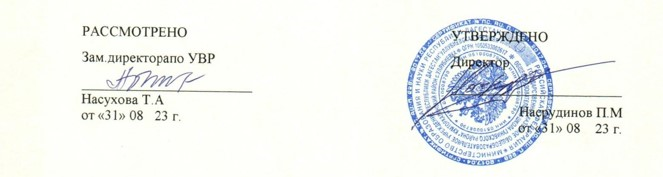 РАССМОТРЕНО
Зам.директорапо УВР
Насухова Т.А
от «31» 08 23 г.
УТВЕРЖДЕНО
Директор
Насрудинов П.М
от «31» 08 23 г.